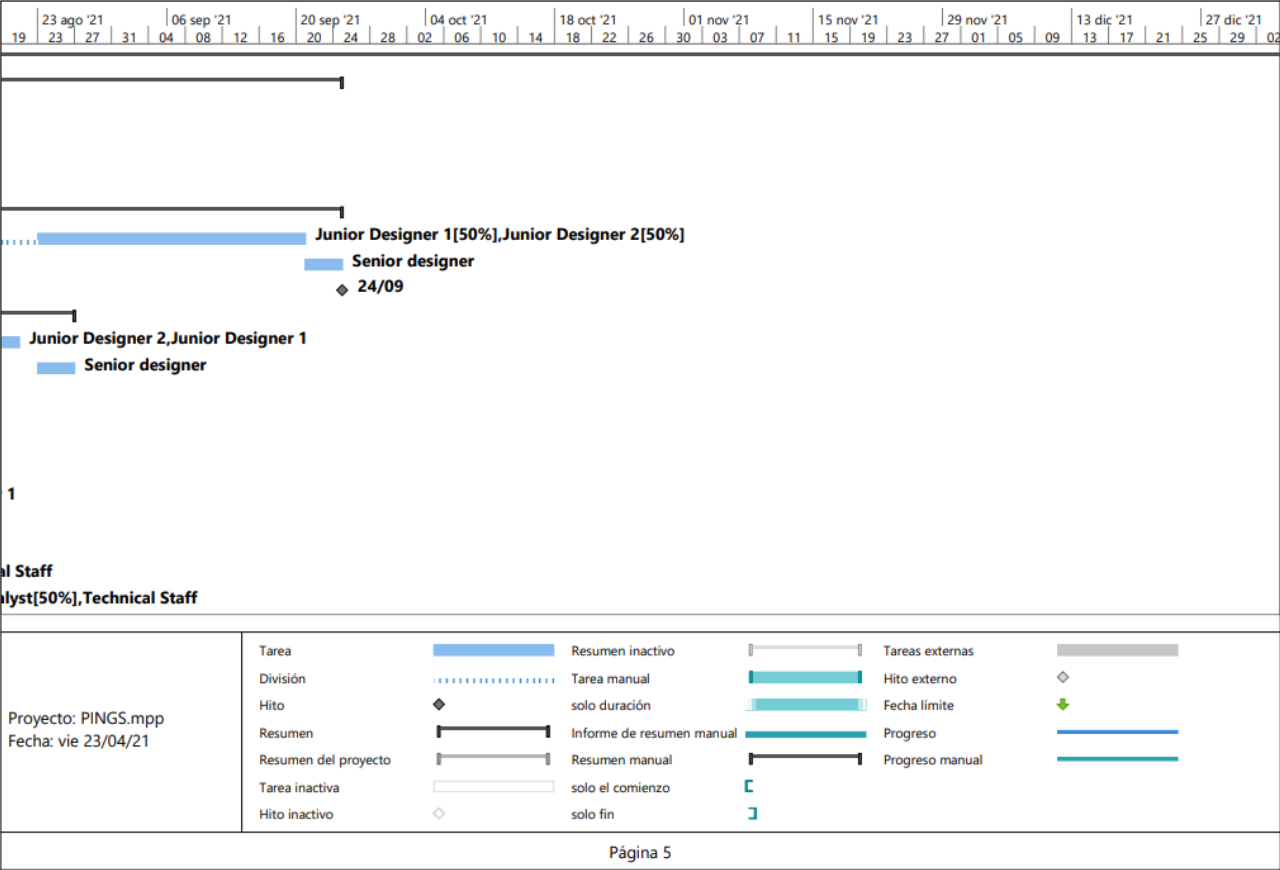 23 ago '21 06 sep '21 20 sep '21 04 oct '21 18 oct '21 01 nov '21 15 nov '21 29 nov '21 13 dic '21 27 dic '21
19 23 27 31 04 08 12 16 20 24 28 02 06 10 14 18 22 26 30 03 07 11 15 19 23 27 01 05 09 13 17 21 25 29 02
Junior Designer 1[50%],Junior Designer 2[50%]
Senior designer
24/09
Junior Designer 2,Junior Designer 1
Senior designer
1
al Staff
alyst[50%],Technical Staff
Tarea Resumen inactivo Tareas externas
División Tarea manual Hito externo
Hito solo duración Fecha límite
Resumen Informe de resumen manual Progreso
Resumen del proyecto Resumen manual Progreso manual
Tarea inactiva solo el comienzo
Hito inactivo solo fin
Proyecto: PINGS.mpp
Fecha: vie 23/04/21
Página 5